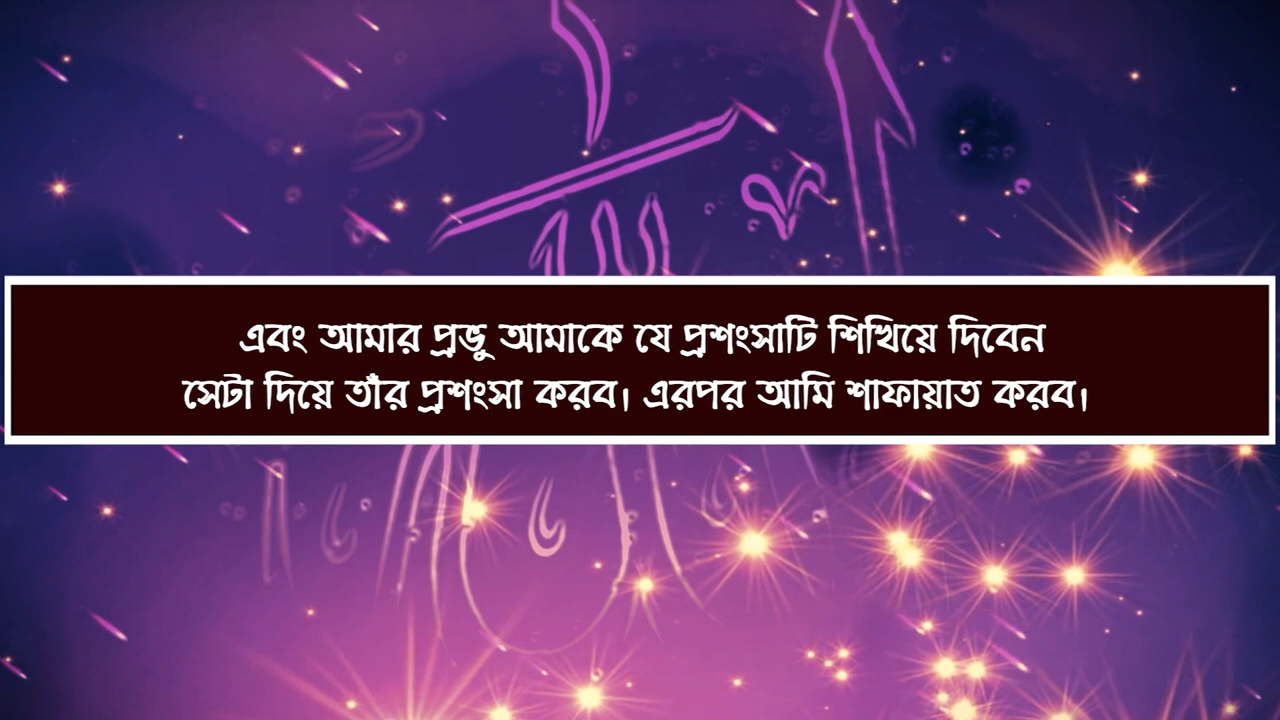 এবং আমার প্রভু আমাকে যে প্রশংসাটি শিখিয়ে দিবেন
সেটা দিয়ে তাঁর প্রশংসা করব। এরপর আমি শাফায়াত করব।